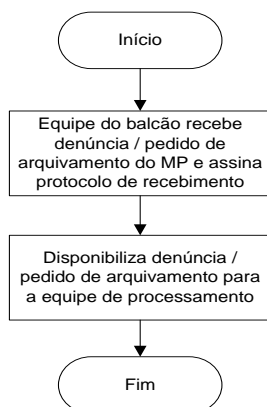 Início
Equipe do balcão recebe
denúncia / pedido de
arquivamento do MP e assina
protocolo de recebimento
Disponibiliza denúncia /
pedido de arquivamento para
a equipe de processamento
Fim